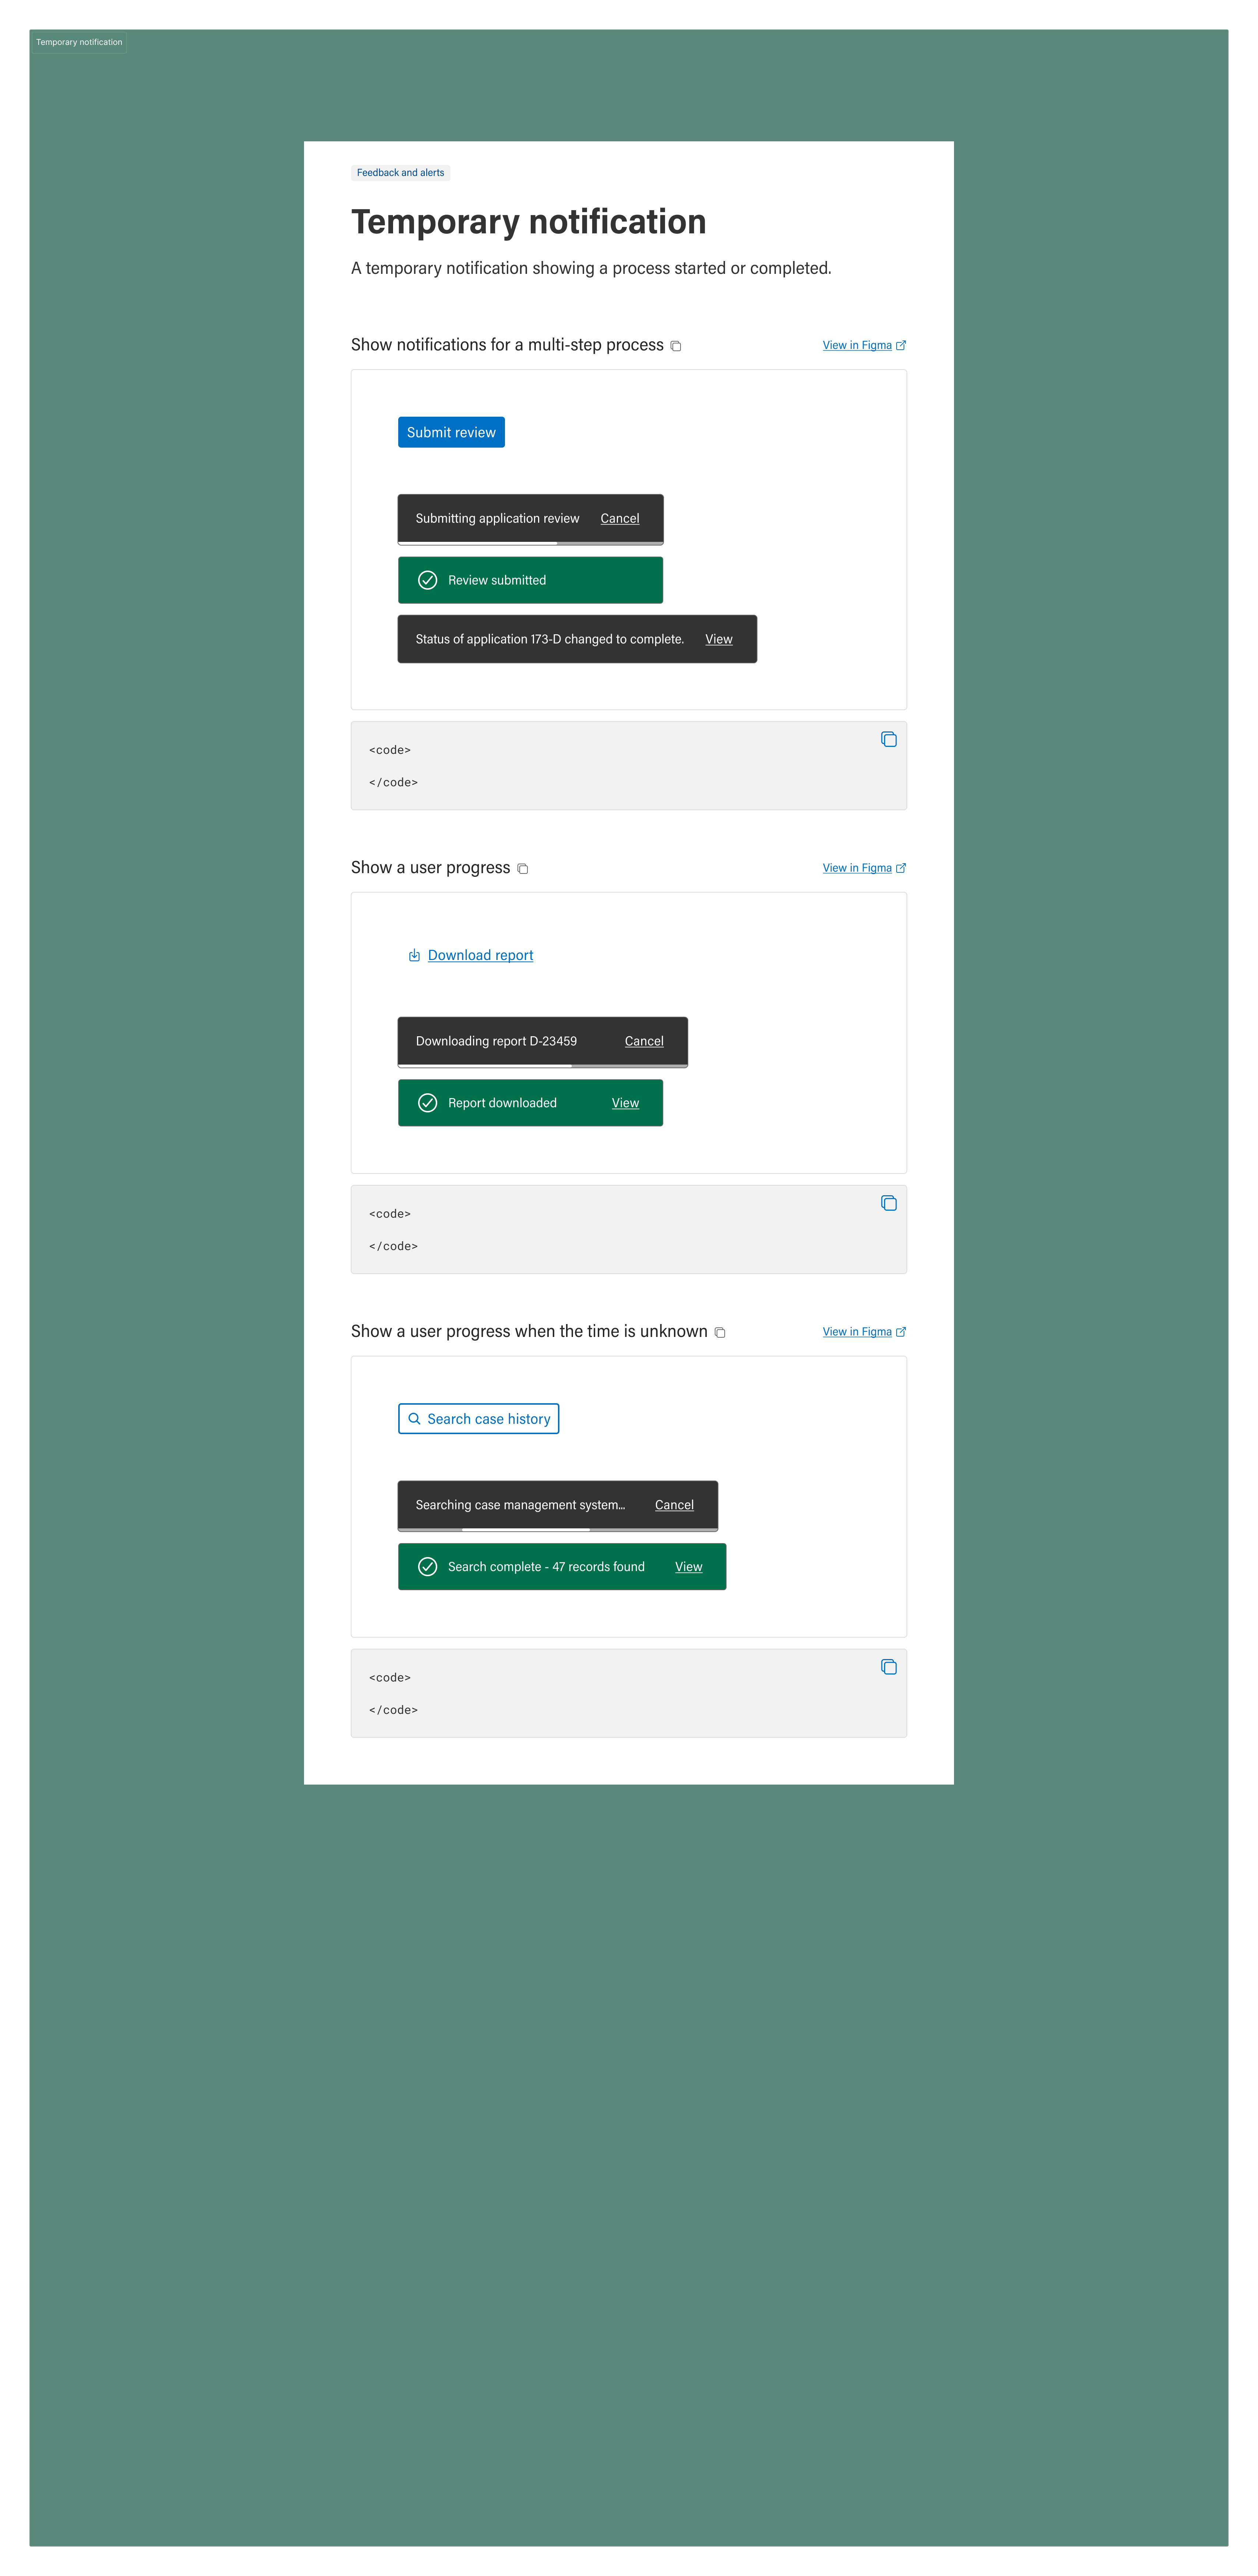 Temporary notification
Feedback and alerts
Temporary notification
A temporary notification showing a process started or completed.
Show notifications for a multi-step process
View in Figma
Submit review
Submitting application review Cancel
Review submitted
Status of application 173-D changed to complete. View
<code>
</code>
Show a user progress
View in Figma
Download report
Downloading report D-23459 Cancel
Report downloaded View
<code>
</code>
Show a user progress when the time is unknown
View in Figma
Search case history
Searching case management system... Cancel
Search complete - 47 records found View
<code>
</code>